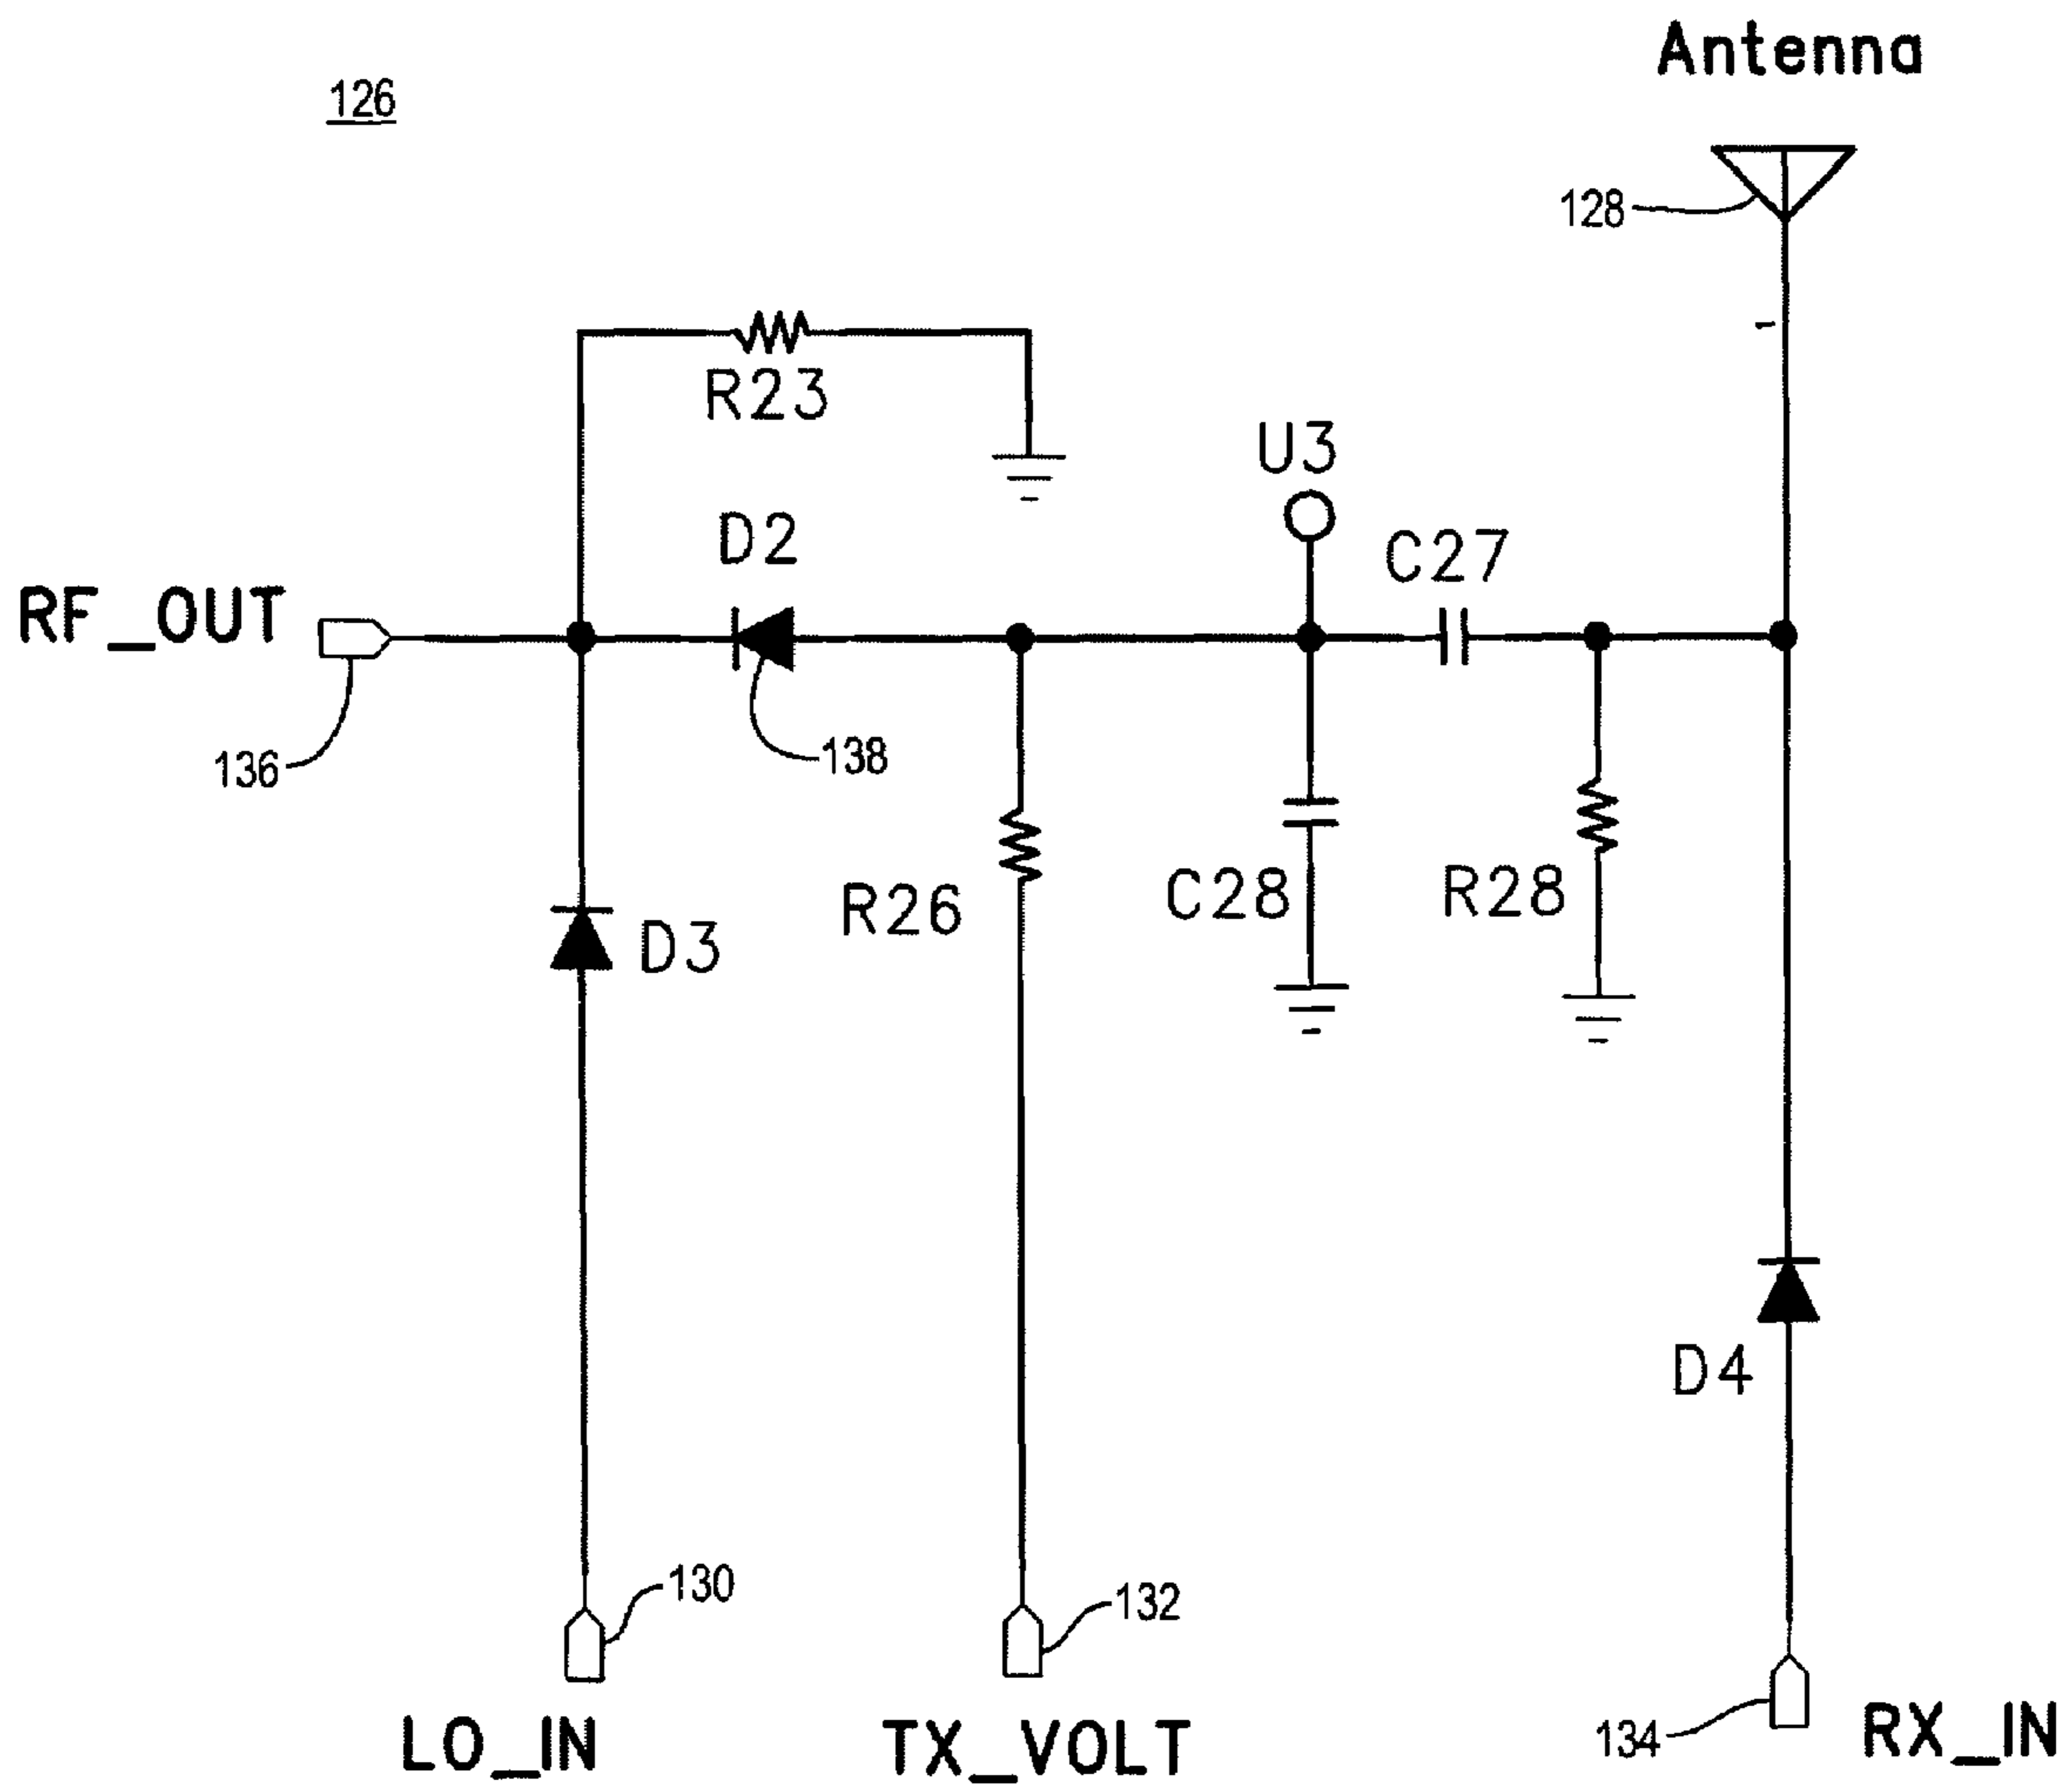 Antenna
126
128
R23
U3
D2
C27
RF_OUT
136
138
R26
C28
R28
D3
D4
130
132
134
LO_IN
TX_VOLT
RX_IN